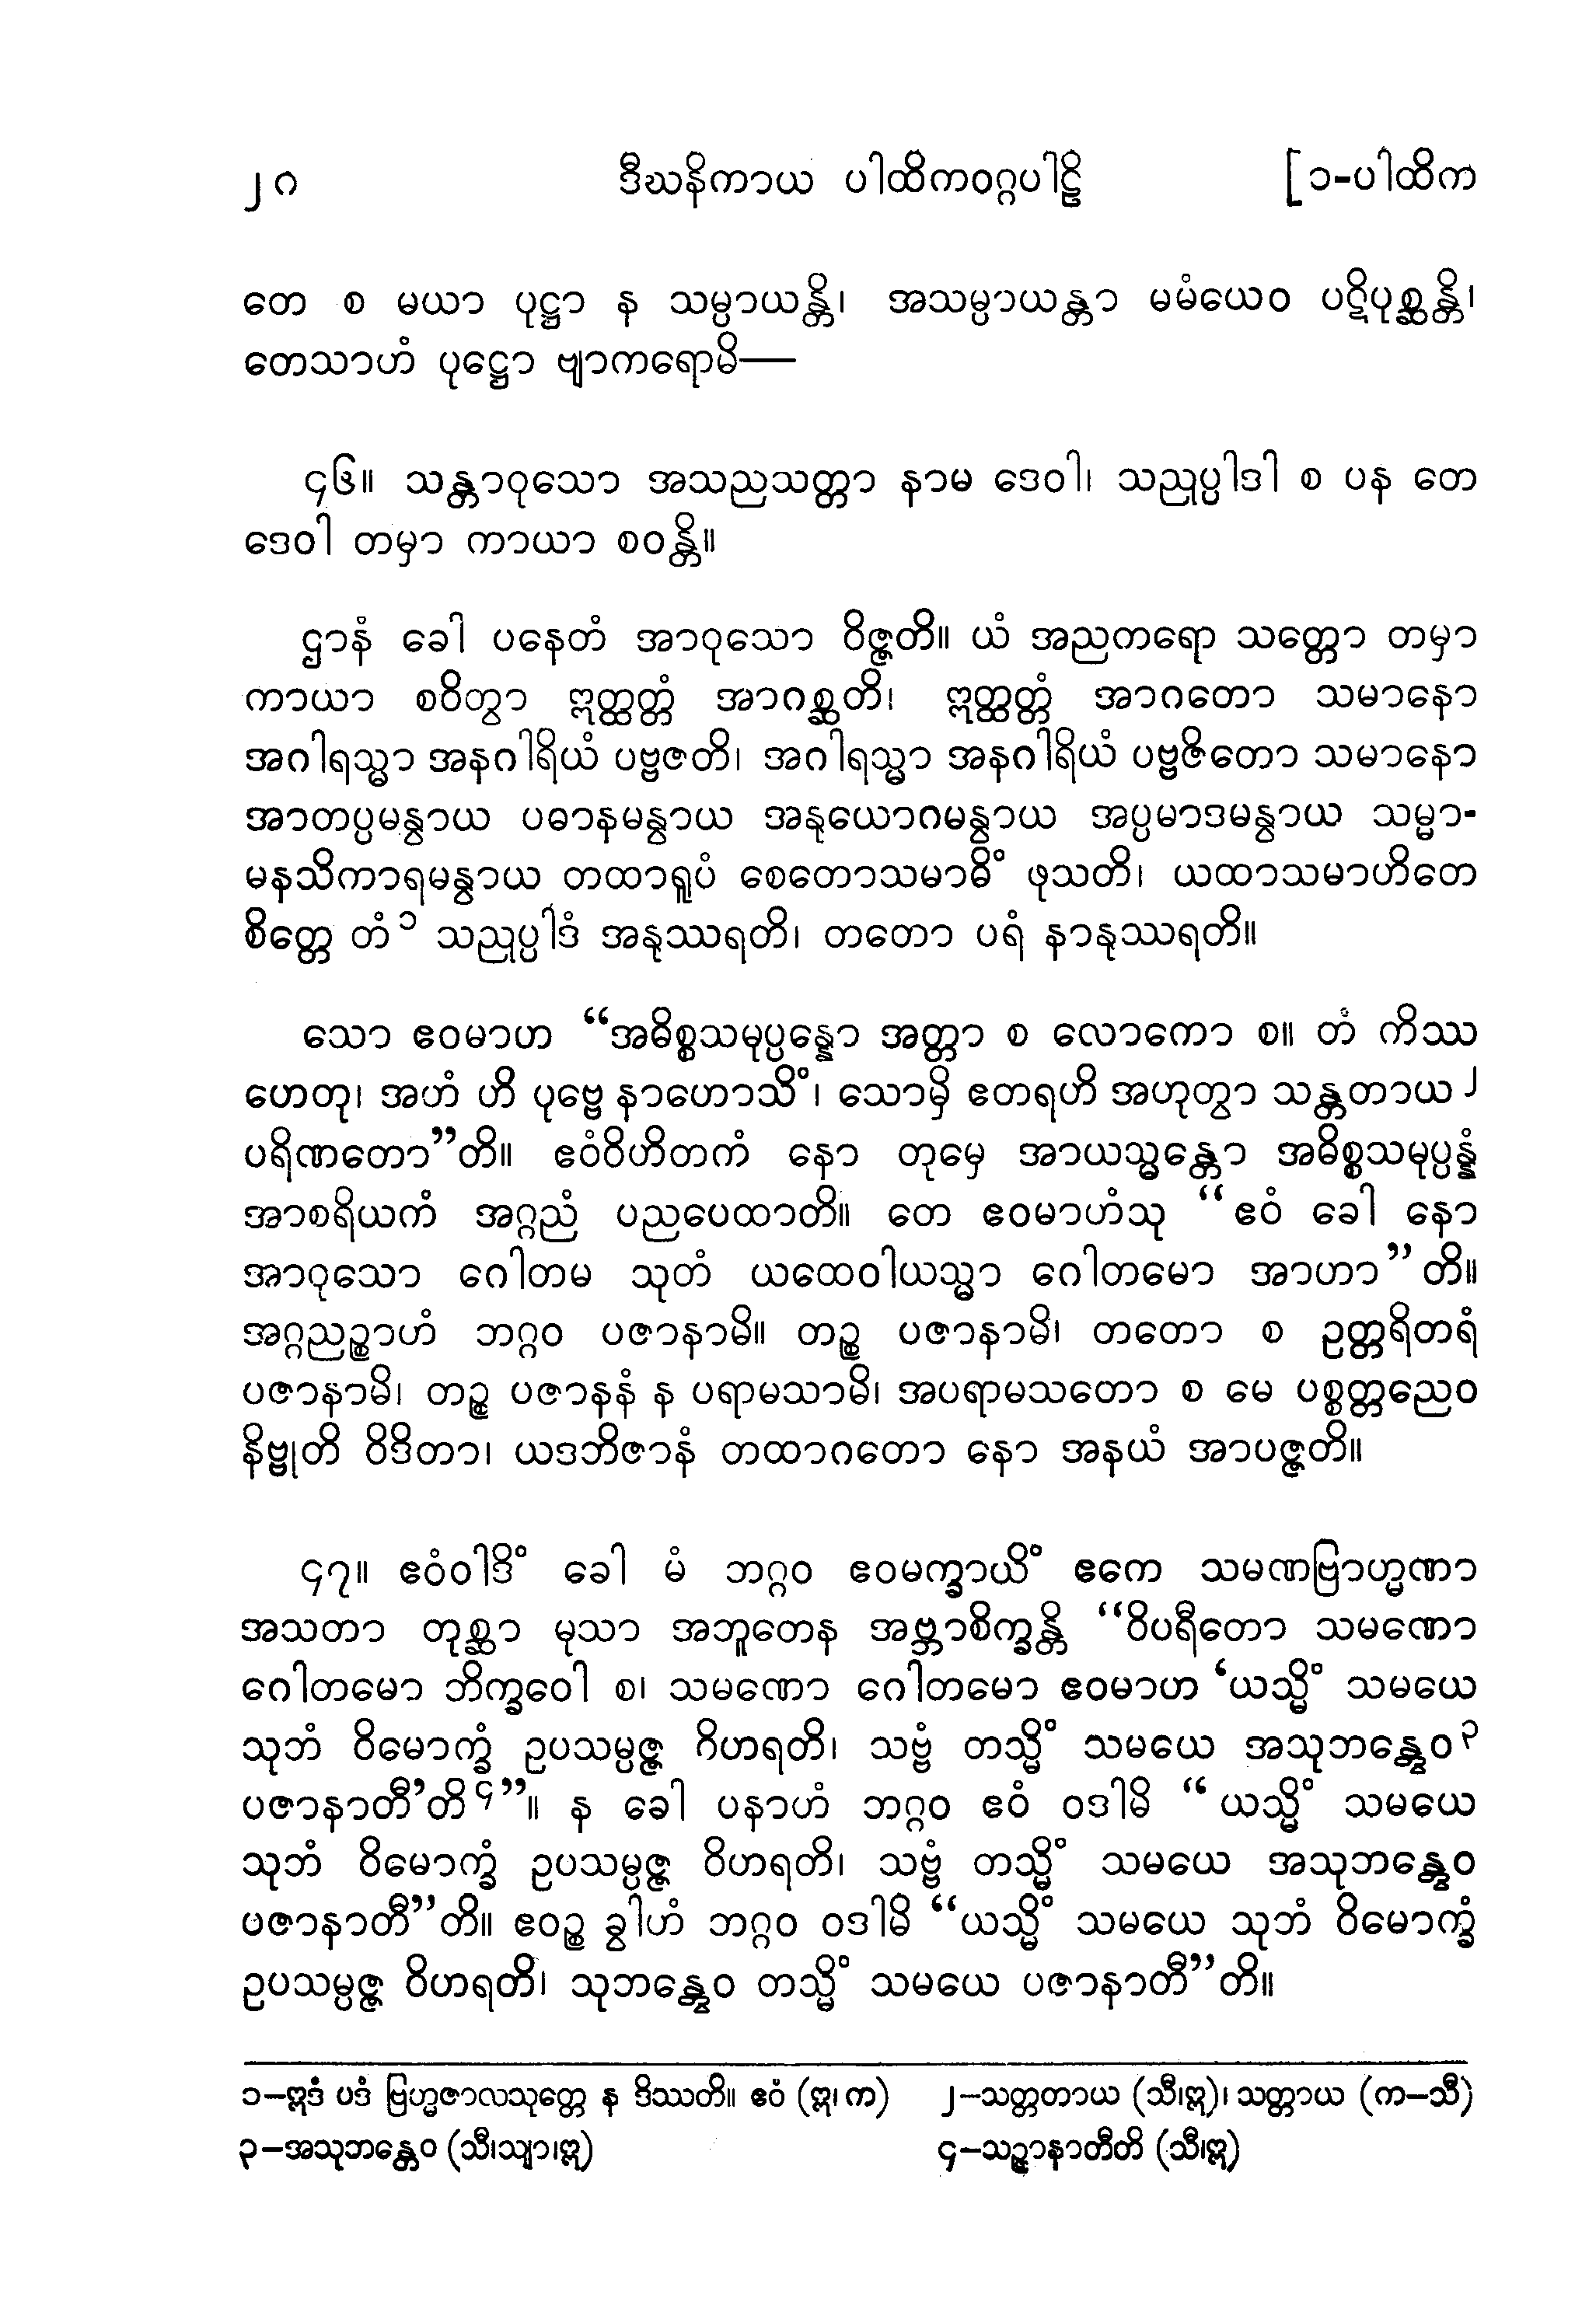 ၂၈ ဒီဃနိကာယ ပါထိကဝဂ္ဂပါဠိ [၁-ပါထိက
တေ စ မယာ ပုဋ္ဌာ န သမ္ပာယန္တိ၊ အသမ္ပာယန္တာ မမံယေဝ ပဋိပုစ္ဆန္တိ၊
တေသာဟံ ပုဋ္ဌော ဗျာကရောမိ—
၄၆။ သန္တာဝုသော အသညသတ္တာ နာမ ဒေဝါ၊ သညုပ္ပါဒါ စ ပန တေ
ဒေဝါ တမှာ ကာယာ စဝန္တိ။
ဌာနံ ခေါ ပနေတံ အာဝုသော ဝိဇ္ဇတိ။ ယံ အညကရော သတ္တော တမှာ
ကာယာ စဝိတွာ ဣတ္ထတ္တံ အာဂစ္ဆတိ၊ ဣတ္ထတ္တံ အာဂတော သမာနော
အဂါရသ္မာ အနဂါရိယံ ပဗ္ဗဇတိ၊ အဂါရသ္မာ အနဂါရိယံ ပဗ္ဗဇိတော သမာနော
အာတပ္ပမန္ဝာယ ပဓာနမန္ဝာယ အနုယောဂမန္ဝာယ အပ္ပမာဒမန္ဝာယ သမ္မာ-
မနသိကာရမန္ဝာယ တထာရူပံ စေတောသမာဓိံ ဖုသတိ၊ ယထာသမာဟိတေ
စိတ္တေ တံ၁ သညုပ္ပါဒံ အနုဿရတိ၊ တတော ပရံ နာနုဿရတိ။
သော ဧဝမာဟ “အဓိစ္စသမုပ္ပန္နော အတ္တာ စ လောကော စ။ တံ ကိဿ
ဟေတု၊ အဟံ ဟိ ပုဗ္ဗေ နာဟောသိံ၊ သောမှိ ဧတရဟိ အဟုတွာ သန္တတာယ၂
ပရိဏတော”တိ။ ဧဝံဝိဟိတကံ နော တုမှေ အာယသ္မန္တော အဓိစ္စသမုပ္ပန္နံ
အာစရိယကံ အဂ္ဂညံ ပညပေထာတိ။ တေ ဧဝမာဟံသု “ဧဝံ ခေါ နော
အာဝုသော ဂေါတမ သုတံ ယထေဝါယသ္မာ ဂေါတမော အာဟာ”တိ။
အဂ္ဂညဉ္စာဟံ ဘဂ္ဂဝ ပဇာနာမိ။ တဉ္စ ပဇာနာမိ၊ တတော စ ဥတ္တရိတရံ
ပဇာနာမိ၊ တဉ္စ ပဇာနနံ န ပရာမသာမိ၊ အပရာမသတော စ မေ ပစ္စတ္တညေဝ
နိဗ္ဗုတိ ဝိဒိတာ၊ ယဒဘိဇာနံ တထာဂတော နော အနယံ အာပဇ္ဇတိ။
၄၇။ ဧဝံဝါဒိံ ခေါ မံ ဘဂ္ဂဝ ဧဝမက္ခာယိံ ဧကေ သမဏဗြာဟ္မဏာ
အသတာ တုစ္ဆာ မုသာ အဘူတေန အဗ္ဘာစိက္ခန္တိ “ဝိပရီတော သမဏော
ဂေါတမော ဘိက္ခဝေါ စ၊ သမဏော ဂေါတမော ဧဝမာဟ ‘ယသ္မိံ သမယေ
သုဘံ ဝိမောက္ခံ ဥပသမ္ပဇ္ဇ ဝိဟရတိ၊ သဗ္ဗံ တသ္မိံ သမယေ အသုဘန္တွေဝ၃
ပဇာနာတီ’တိ၄”။ န ခေါ ပနာဟံ ဘဂ္ဂဝ ဧဝံ ဝဒါမိ “ယသ္မိံ သမယေ
သုဘံ ဝိမောက္ခံ ဥပသမ္ပဇ္ဇ ဝိဟရတိ၊ သဗ္ဗံ တသ္မိံ သမယေ အသုဘန္တွေဝ
ပဇာနာတီ”တိ။ ဧဝဉ္စ ခွါဟံ ဘဂ္ဂဝ ဝဒါမိ “ယသ္မိံ သမယေ သုဘံ ဝိမောက္ခံ
ဥပသမ္ပဇ္ဇ ဝိဟရတိ၊ သုဘန္တွေဝ တသ္မိံ သမယေ ပဇာနာတီ”တိ။
၁—ဣဒံ ပဒံ ဗြဟ္မဇာလသုတ္တေ န ဒိဿတိ။ ဧဝံ (ဣ၊ က) ၂—သတ္တတာယ (သီ၊ဣ)၊ သတ္တာယ (က—သီ)
၃—အသုဘန္တေဝ (သီ၊သျာ၊ဣ) ၄—သဉ္ဇာနာတီတိ (သီ၊ဣ)